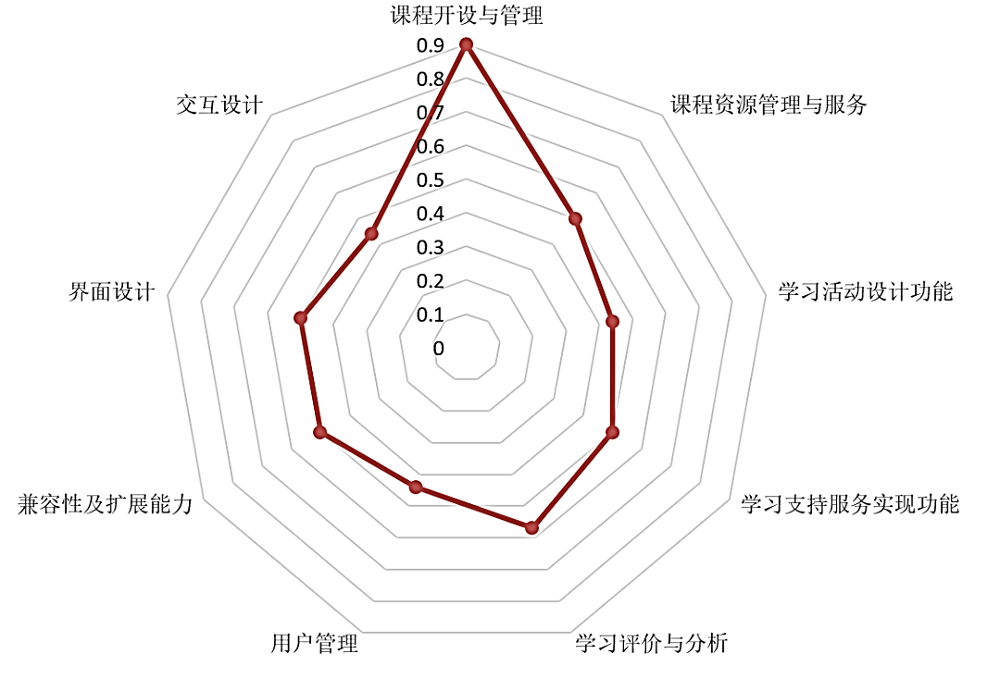 课程开设与管理
0.9
0.8
交互设计
课程资源管理与服务
0.7
0.6
0.5
0.4
0.3
界面设计
学习活动设计功能
0.2
0.1
0
兼容性及扩展能力
学习支持服务实现功能
用户管理
学习评价与分析